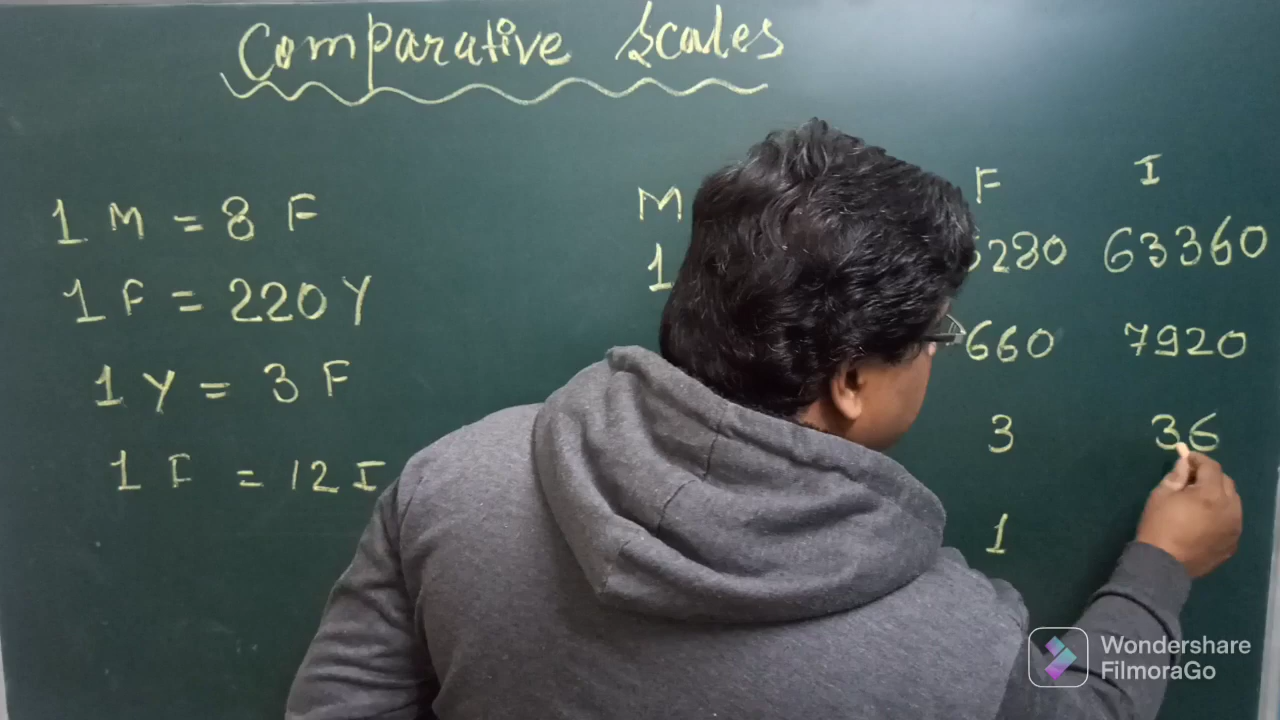 Comparative Scales
1 M = 8 F
1 F = 220 Y
1 Y = 3 F
1 F = 12 I
M F I
1 5280 63360
660 7920
3 36
1
Wondershare
FilmoraGo